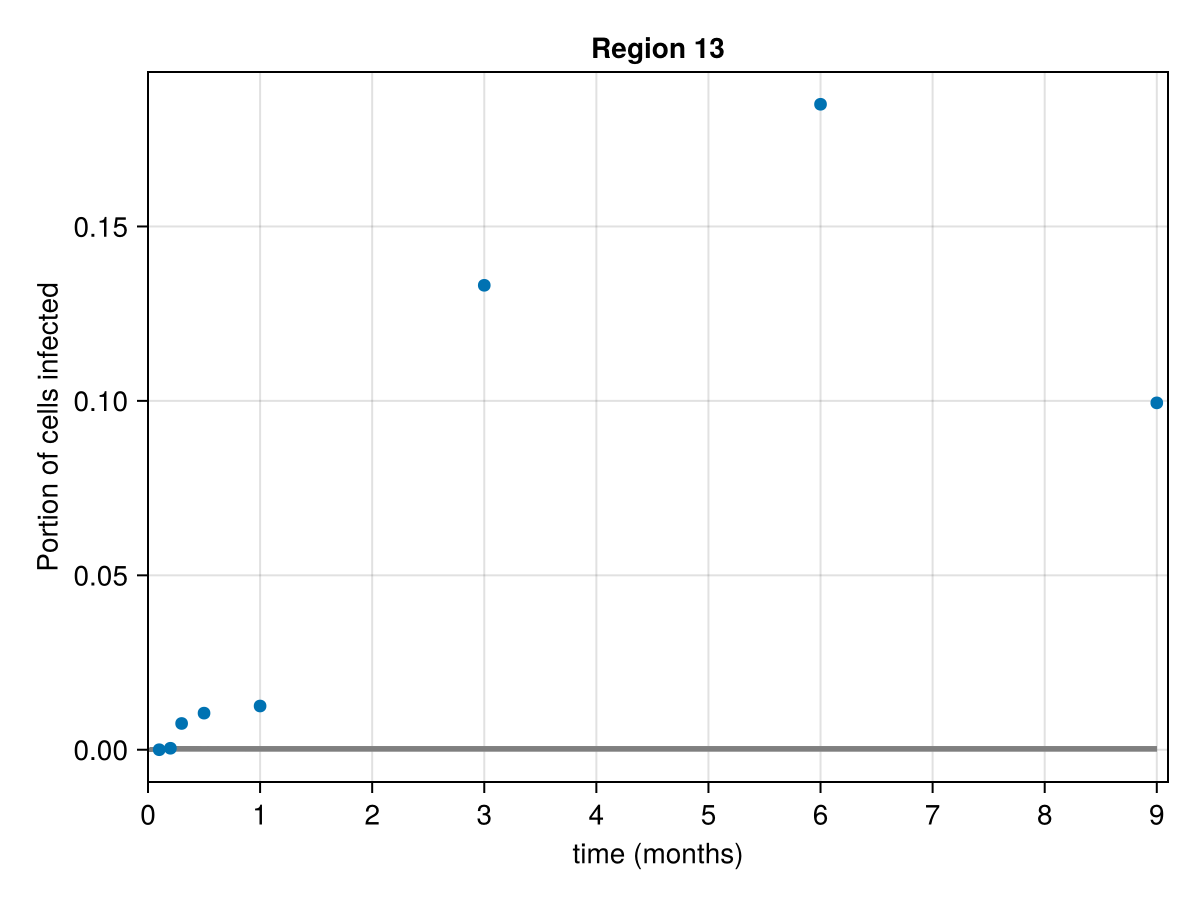 Region 13
Portion of cells infected
0.15
0.10
0.05
0.00
0 1 2 3 4 5 6 7 8 9
time (months)